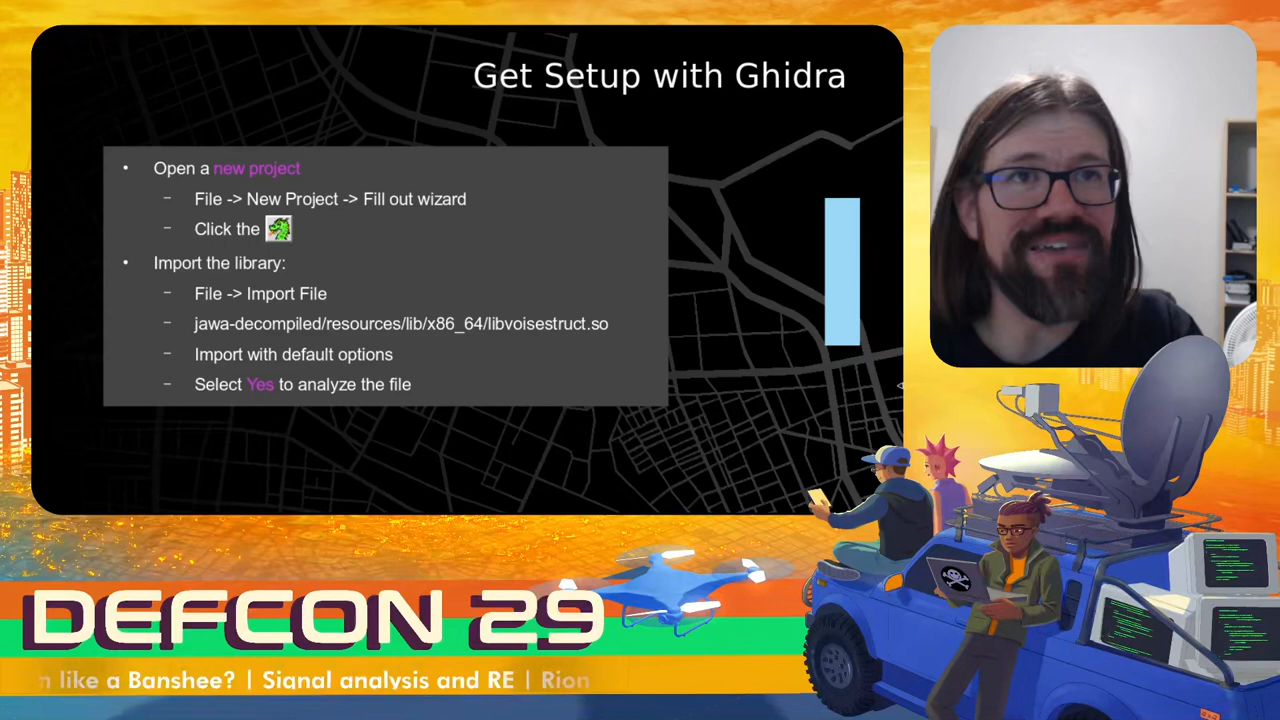 Get Setup with Ghidra
• Open a new project
– File -> New Project -> Fill out wizard
– Click the
• Import the library:
– File -> Import File
– jawa-decompiled/resources/lib/x86_64/libvoisestruct.so
– Import with default options
– Select Yes to analyze the file
DEFCON 29
like a Banshee? | Signal analysis and RE | Rion